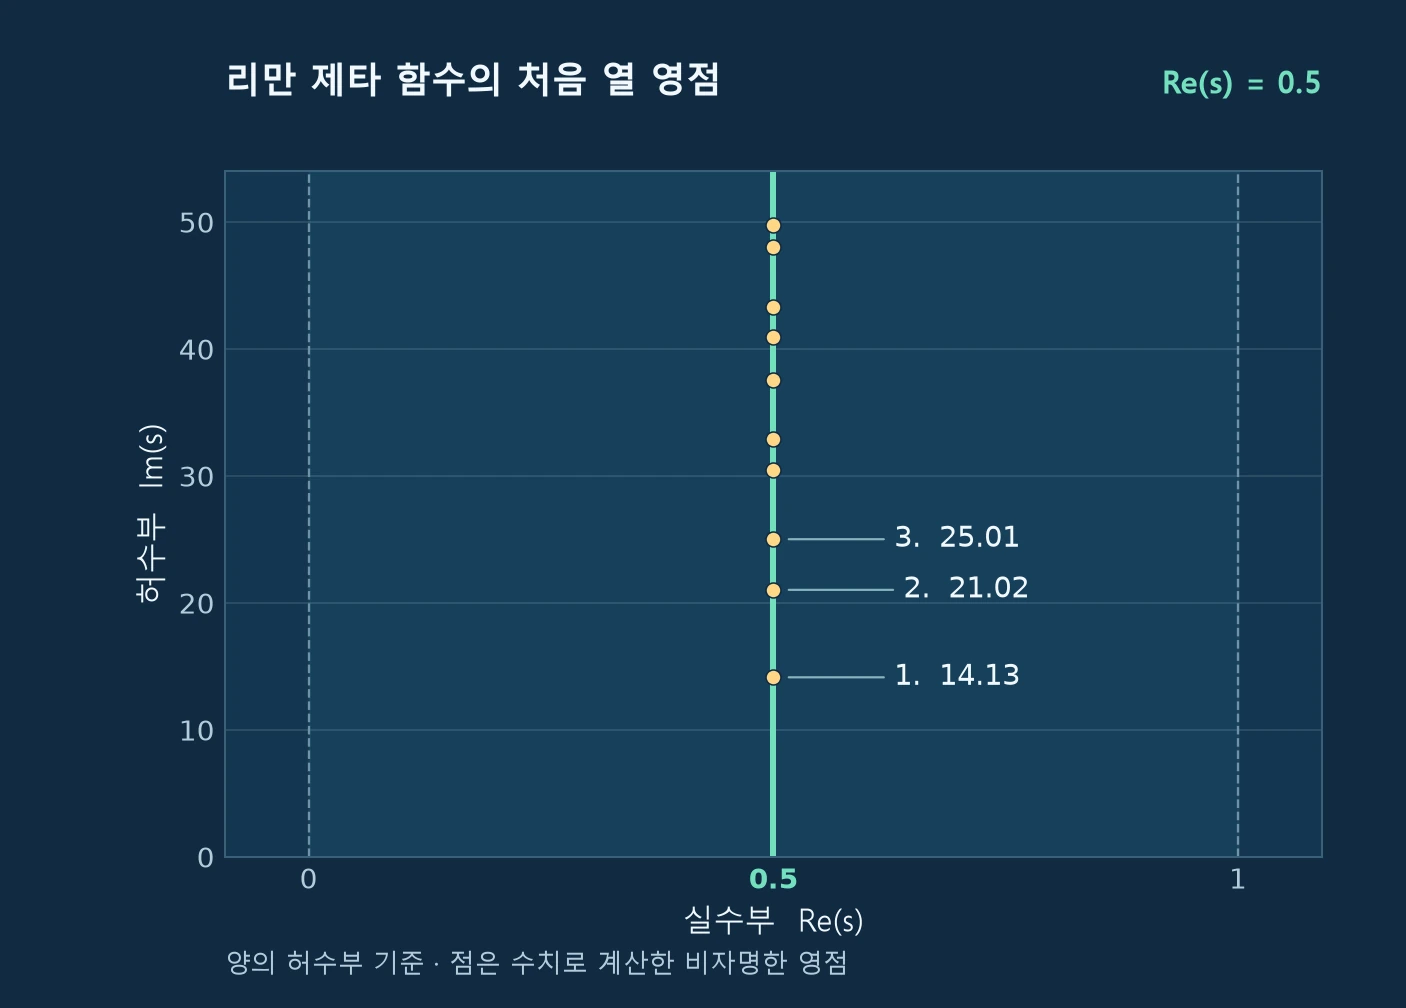 리만 제타 함수의 처음 열 영점
Re(s) = 0.5
50
40
30
20
10
0
허수부 Im(s)
3. 25.01
2. 21.02
1. 14.13
0
0.5
1
실수부 Re(s)
양의 허수부 기준 · 점은 수치로 계산한 비자명한 영점